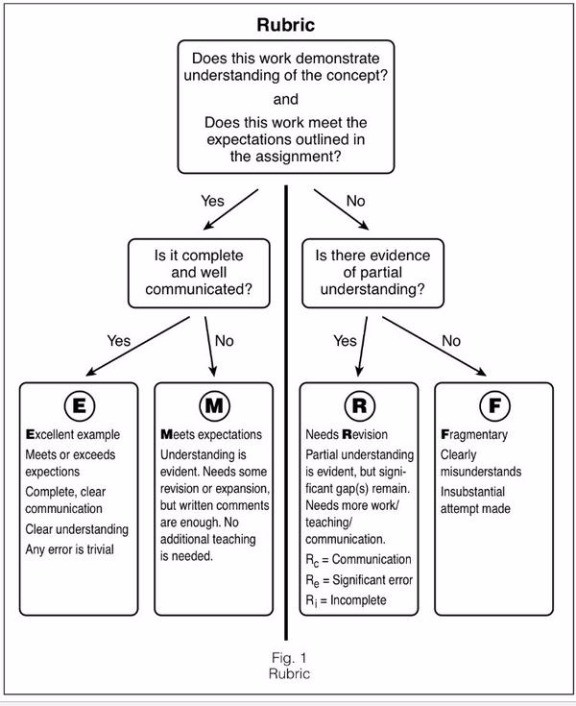 Rubric
Does this work demonstrate
understanding of the concept?
and
Does this work meet the
expectations outlined in
the assignment?
Yes
No
Is it complete
and well
communicated?
Is there evidence
of partial
understanding?
Yes
No
Yes
No
E
Excellent example
Meets or exceeds
expections
Complete, clear
communication
Clear understanding
Any error is trivial
M
Meets expectations
Understanding is
evident. Needs some
revision or expansion,
but written comments
are enough. No
additional teaching
is needed.
R
Needs Revision
Partial understanding
is evident, but signi-
ficant gap(s) remain.
Needs more work/
teaching/
communication.
Rc = Communication
Re = Significant error
Ri = Incomplete
F
Fragmentary
Clearly
misunderstands
Insubstantial
attempt made
Fig. 1
Rubric